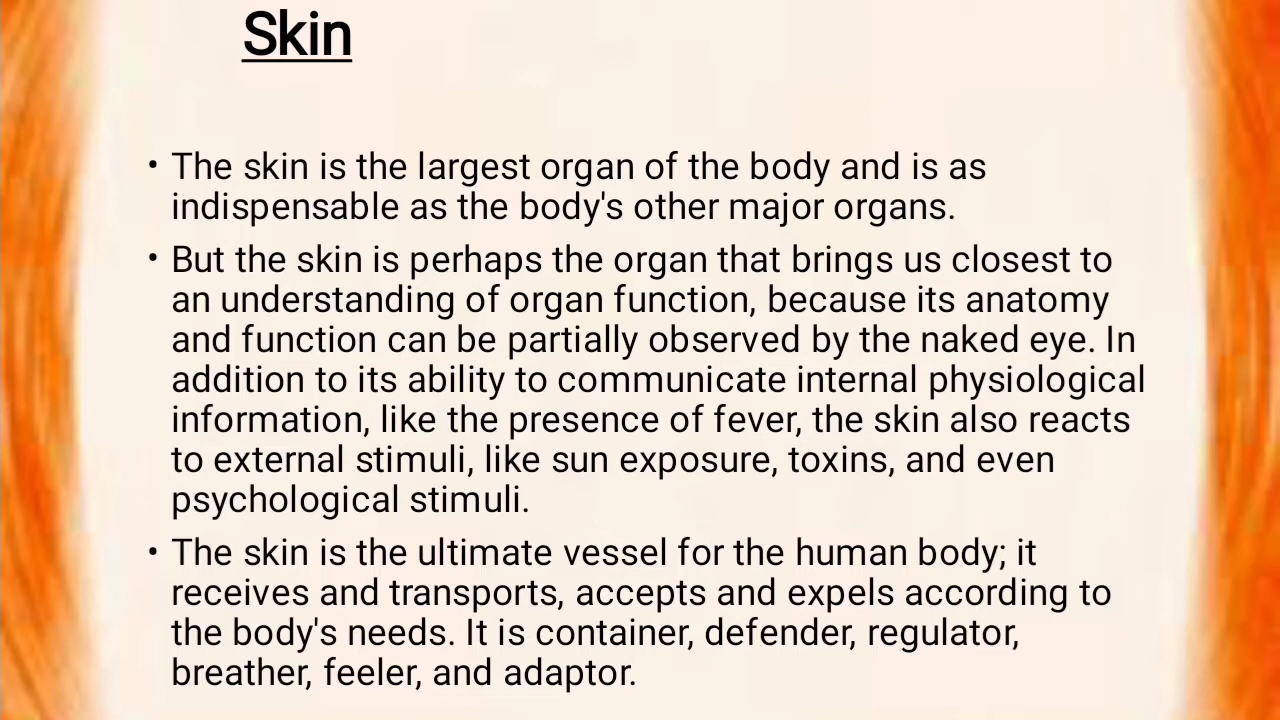 Skin
• The skin is the largest organ of the body and is as
indispensable as the body's other major organs.
• But the skin is perhaps the organ that brings us closest to
an understanding of organ function, because its anatomy
and function can be partially observed by the naked eye. In
addition to its ability to communicate internal physiological
information, like the presence of fever, the skin also reacts
to external stimuli, like sun exposure, toxins, and even
psychological stimuli.
• The skin is the ultimate vessel for the human body; it
receives and transports, accepts and expels according to
the body's needs. It is container, defender, regulator,
breather, feeler, and adaptor.